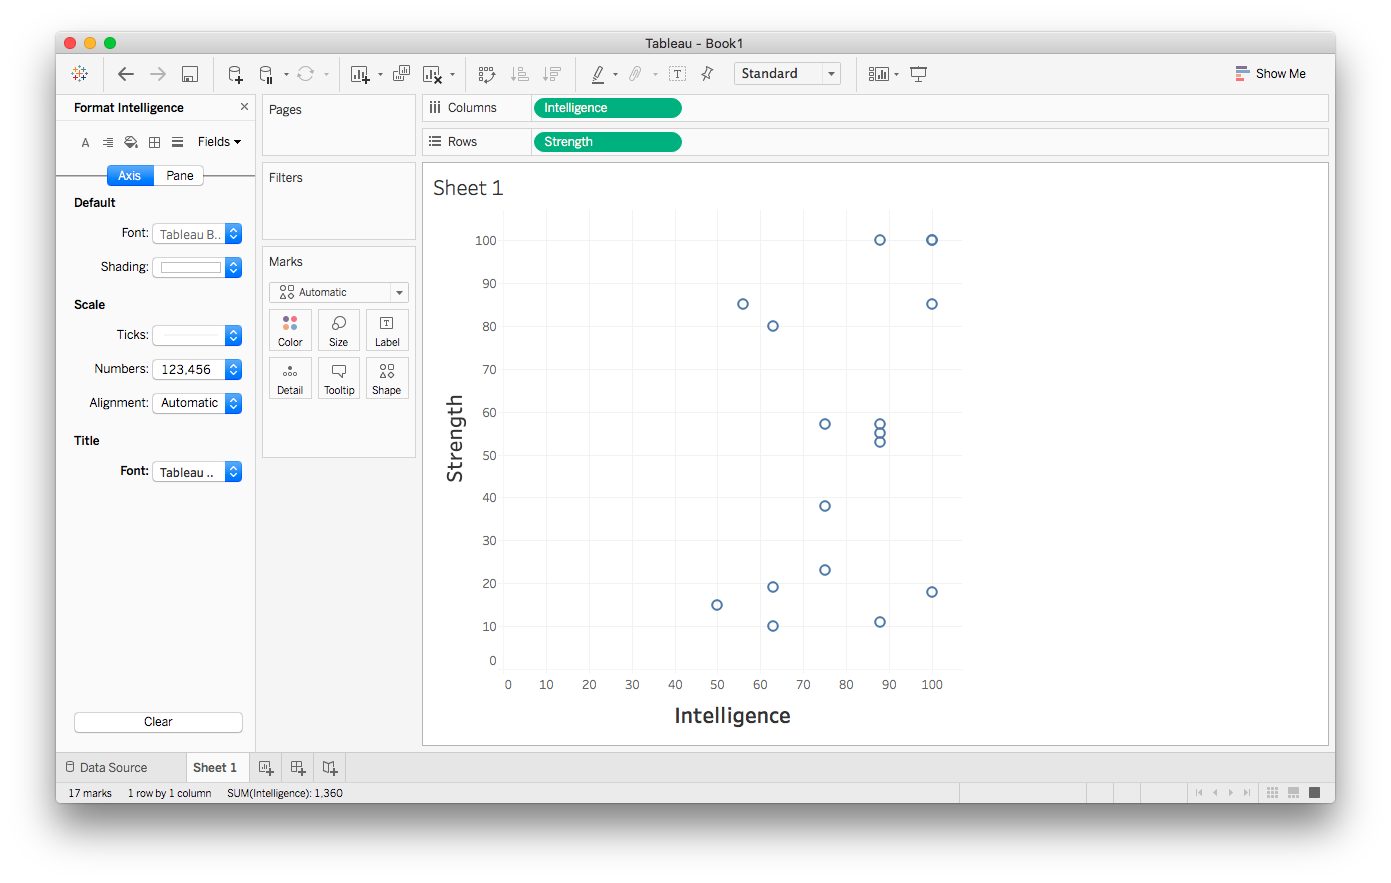 Tableau - Book1
Standard
Show Me
Format Intelligence
A
Fields
Axis
Pane
Default
Font:
Tableau B..
Shading:
Scale
Ticks:
Numbers:
123,456
Alignment:
Automatic
Title
Font:
Tableau ..
Clear
Pages
Filters
Marks
Automatic
Color
Size
Label
Detail
Tooltip
Shape
Columns
Intelligence
Rows
Strength
Sheet 1
100
90
80
70
60
50
40
30
20
10
0
Strength
0 10 20 30 40 50 60 70 80 90 100
Intelligence
Data Source
Sheet 1
17 marks
1 row by 1 column
SUM(Intelligence): 1,360